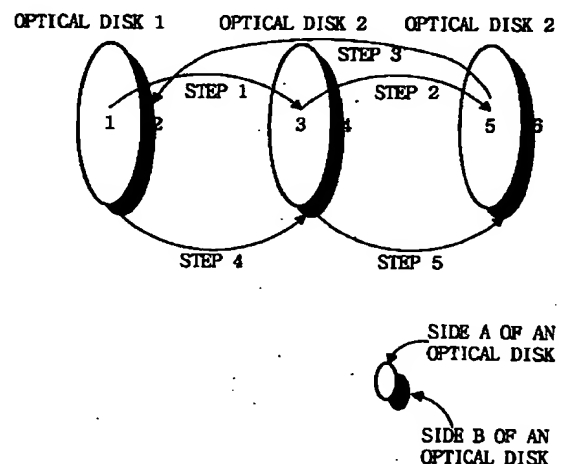 OPTICAL DISK 1 OPTICAL DISK 2 OPTICAL DISK 2
STEP 3
STEP 1 STEP 2
1 2 3 4 5 6
STEP 4 STEP 5
SIDE A OF AN
OPTICAL DISK
SIDE B OF AN
OPTICAL DISK